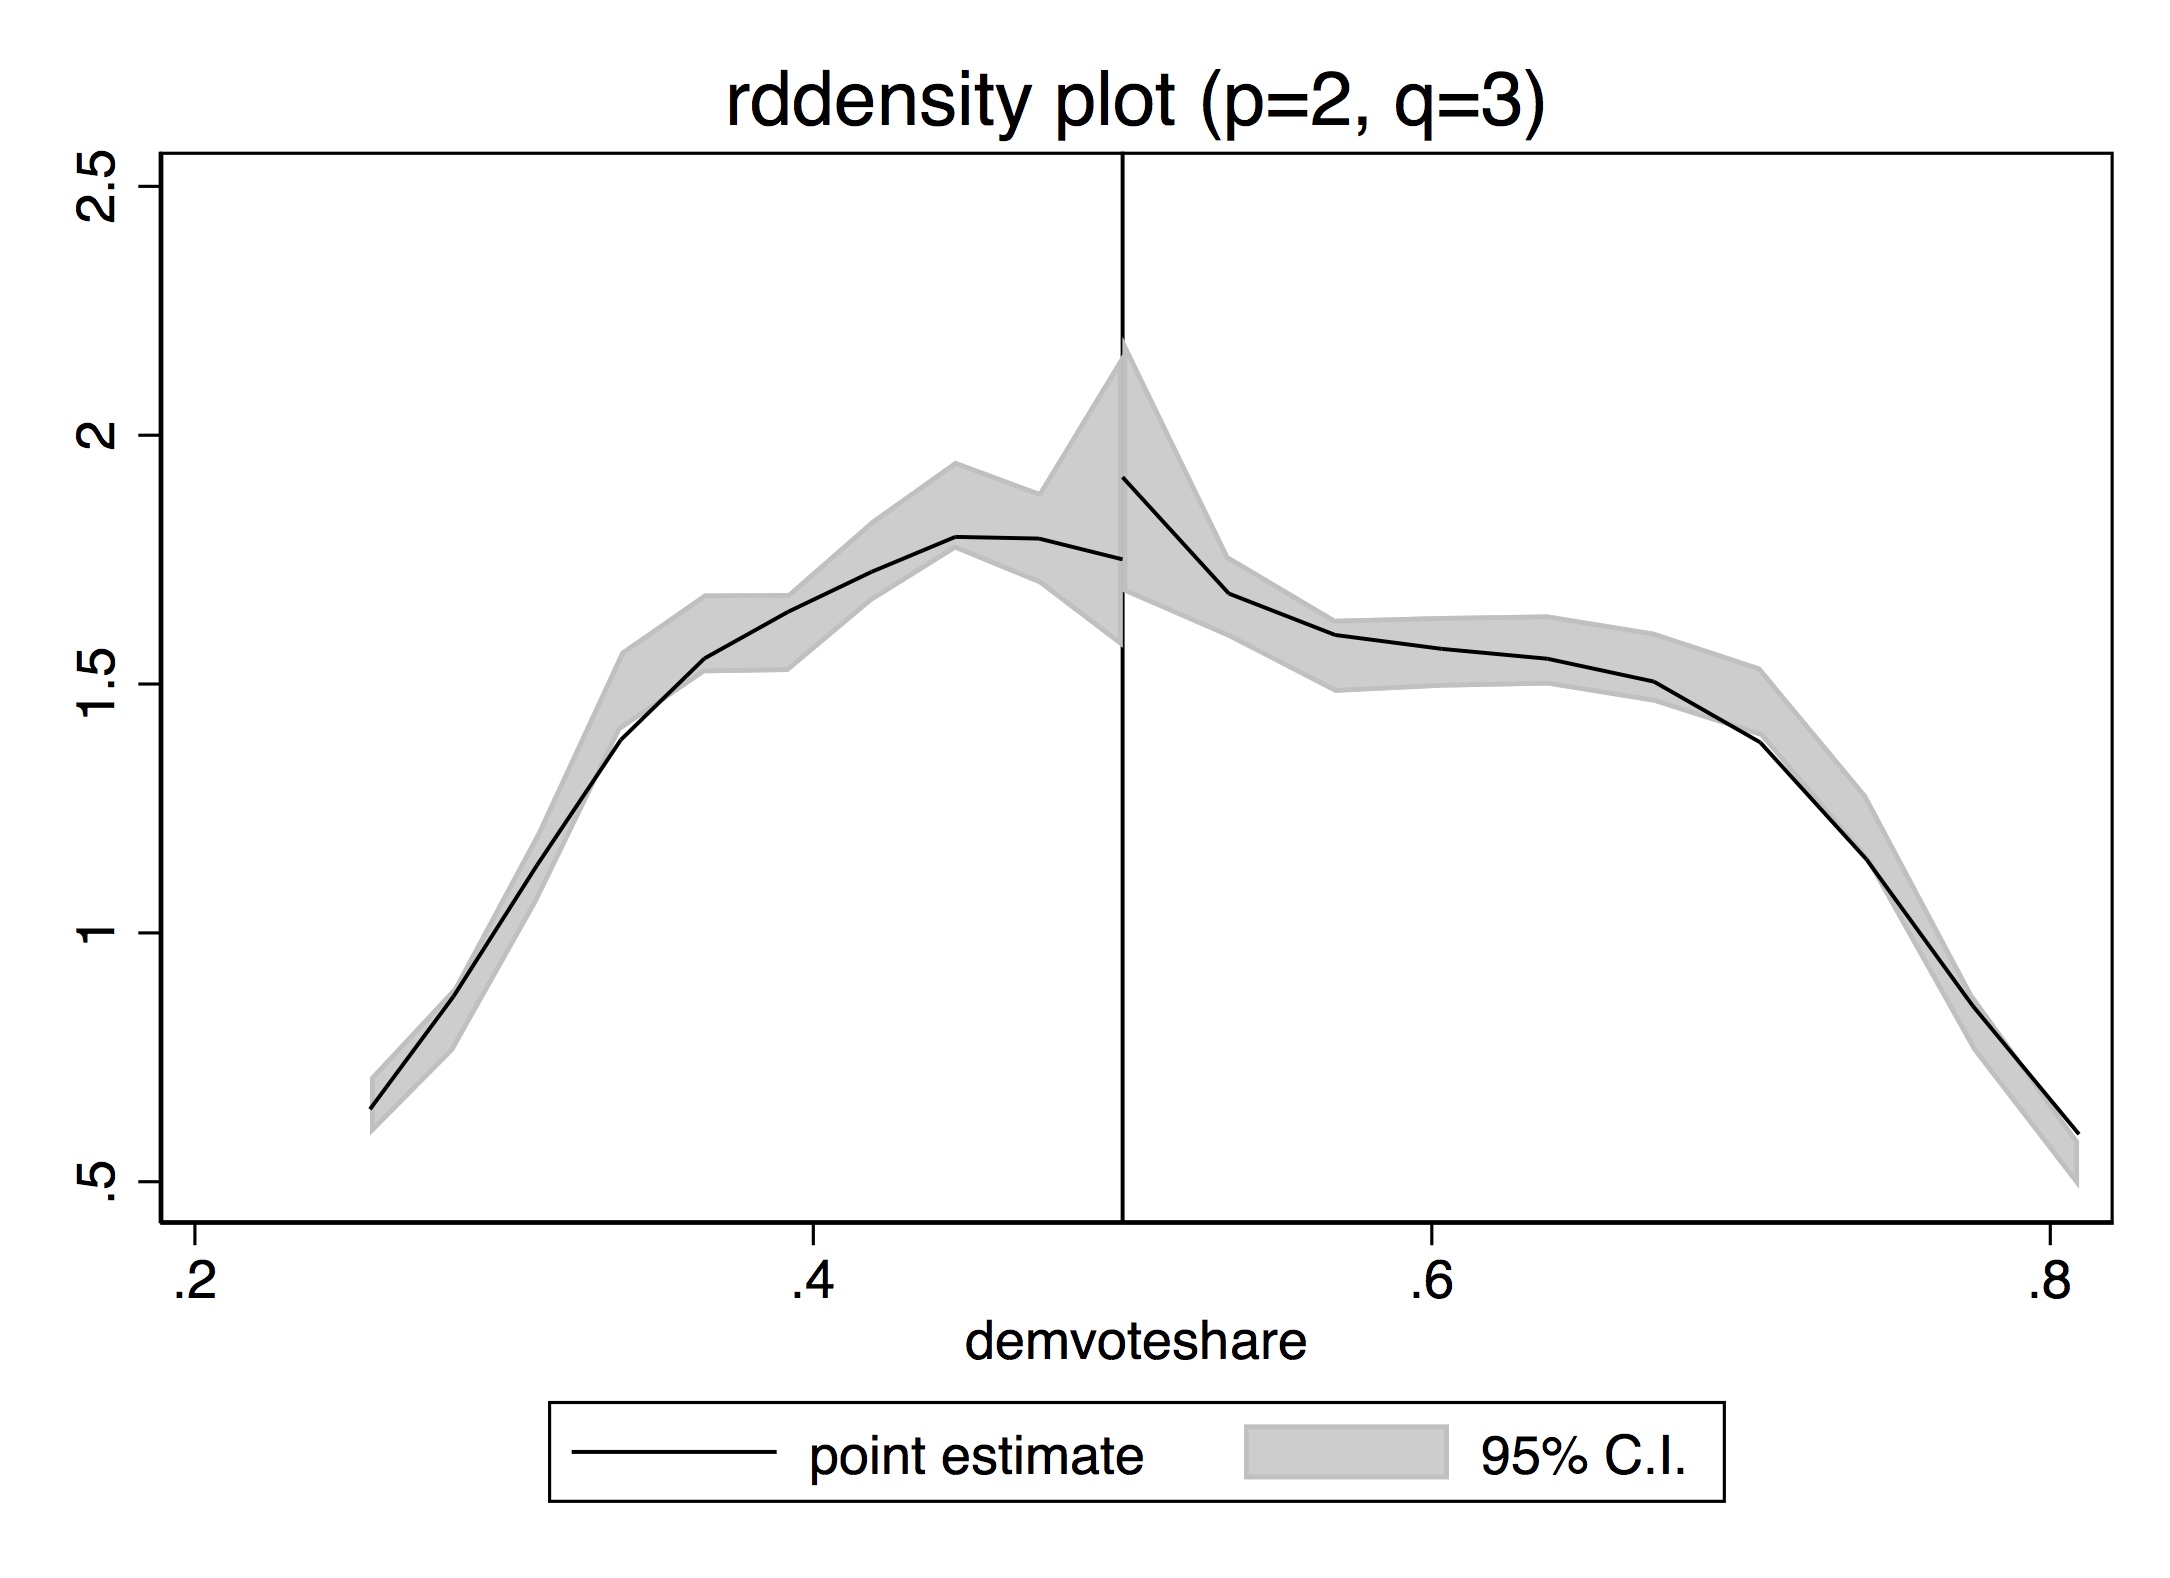 rddensity plot (p=2, q=3)
2.5
2
1.5
1
.5
.2 .4 .6 .8
demvoteshare
point estimate 95% C.I.